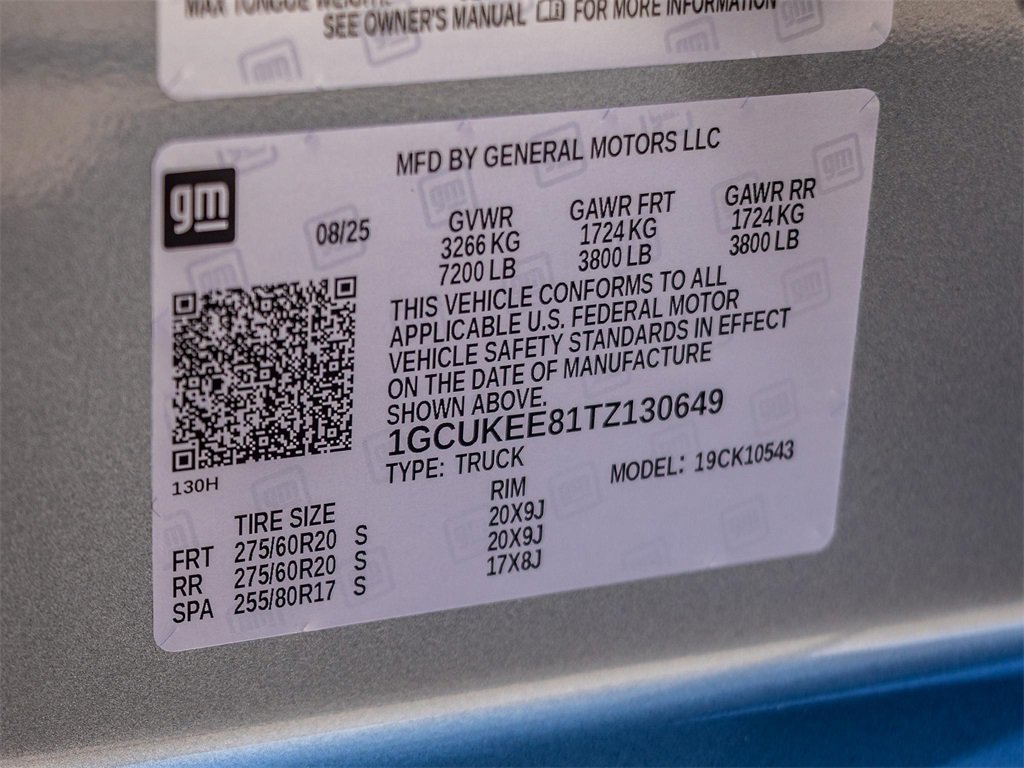 MAX TONGUE WEIGHT:
SEE OWNER'S MANUAL FOR MORE INFORMATION
MFD BY GENERAL MOTORS LLC
gm
08/25
GVWR GAWR FRT GAWR RR
3266 KG 1724 KG 1724 KG
7200 LB 3800 LB 3800 LB
THIS VEHICLE CONFORMS TO ALL
APPLICABLE U.S. FEDERAL MOTOR
VEHICLE SAFETY STANDARDS IN EFFECT
ON THE DATE OF MANUFACTURE
SHOWN ABOVE.
1GCUKEE81TZ130649
TYPE: TRUCK MODEL: 19CK10543
130H
TIRE SIZE RIM
FRT 275/60R20 S 20X9J
RR 275/60R20 S 20X9J
SPA 255/80R17 S 17X8J